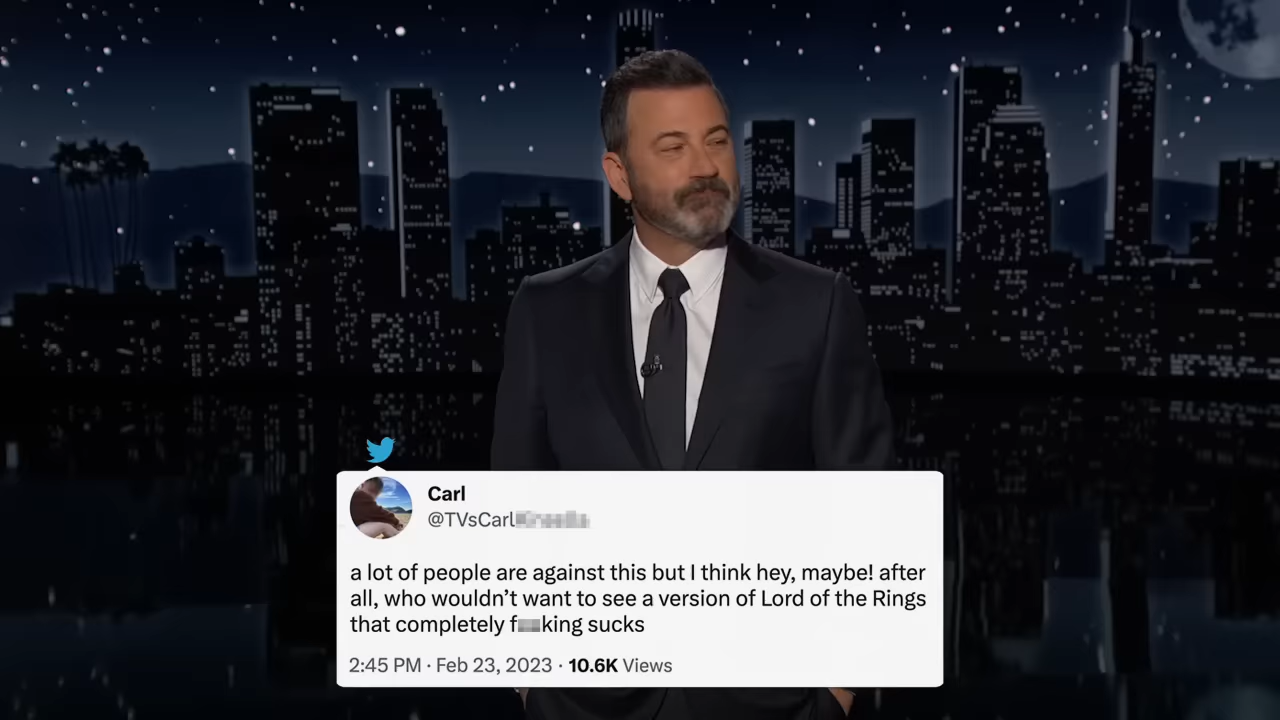 Carl
@TVsCarl
a lot of people are against this but I think hey, maybe! after
all, who wouldn't want to see a version of Lord of the Rings
that completely f king sucks
2:45 PM · Feb 23, 2023 · 10.6K Views